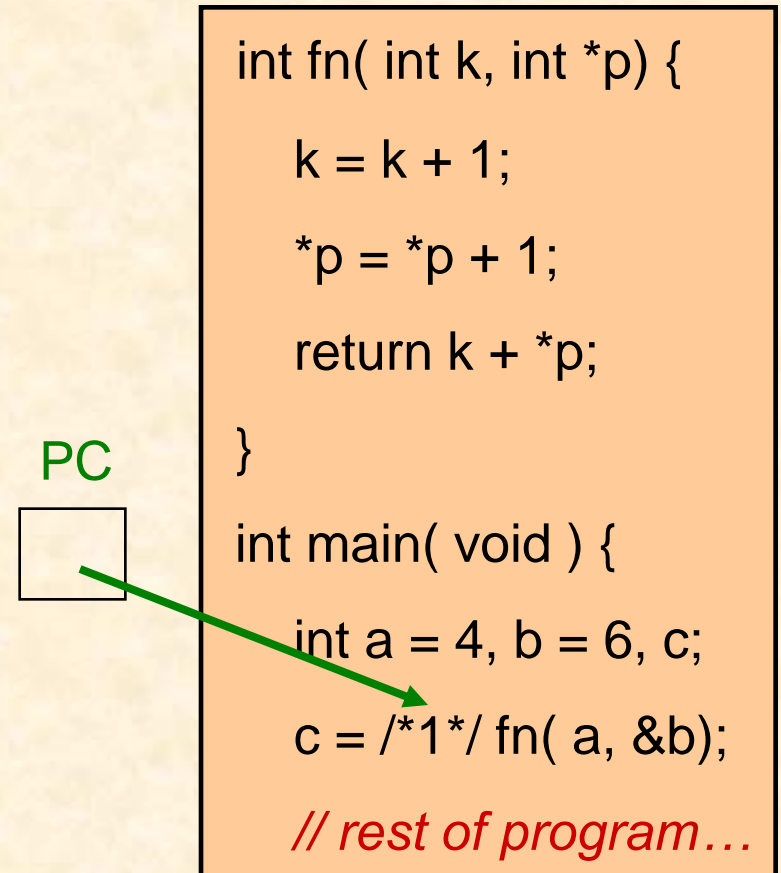 int fn( int k, int *p) {
k = k + 1;
*p = *p + 1;
return k + *p;
}
PC
int main( void ) {
int a = 4, b = 6, c;
c = /*1*/ fn( a, &b);
// rest of program…